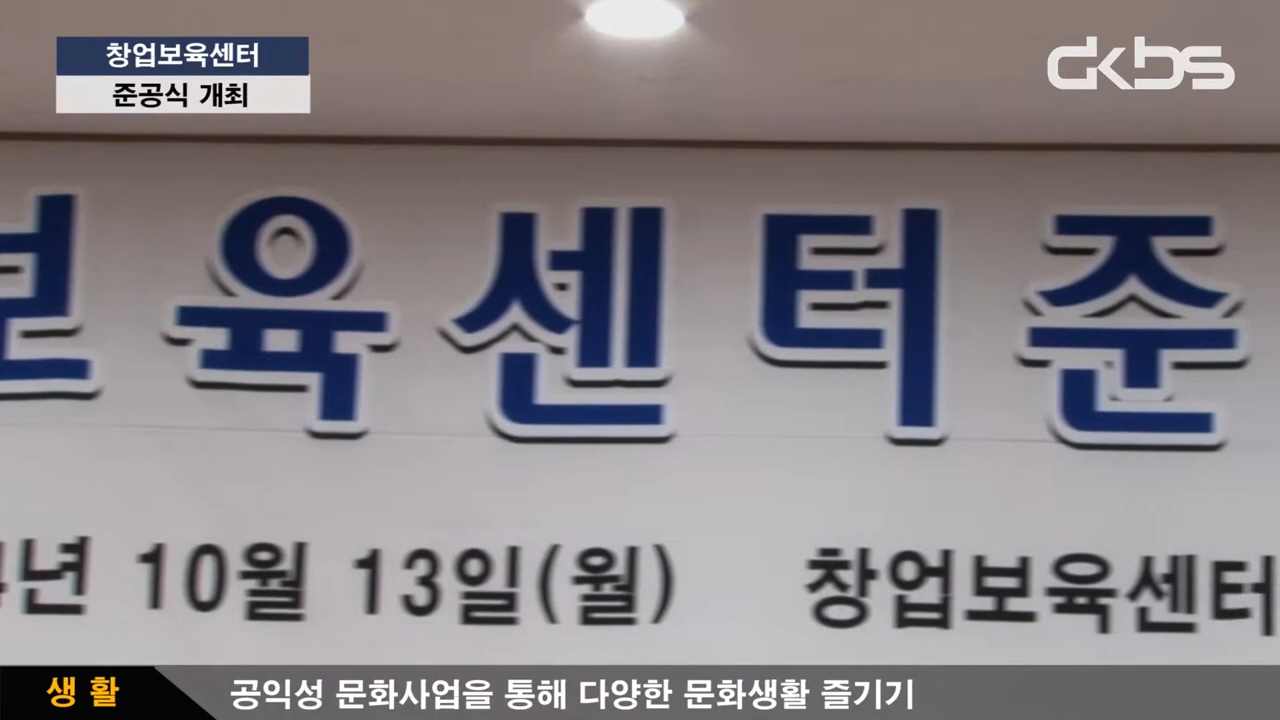 창업보육센터
준공식 개최
dkbs
보육센터준
년 10월 13일(월) 창업보육센터
생활 공익성 문화사업을 통해 다양한 문화생활 즐기기